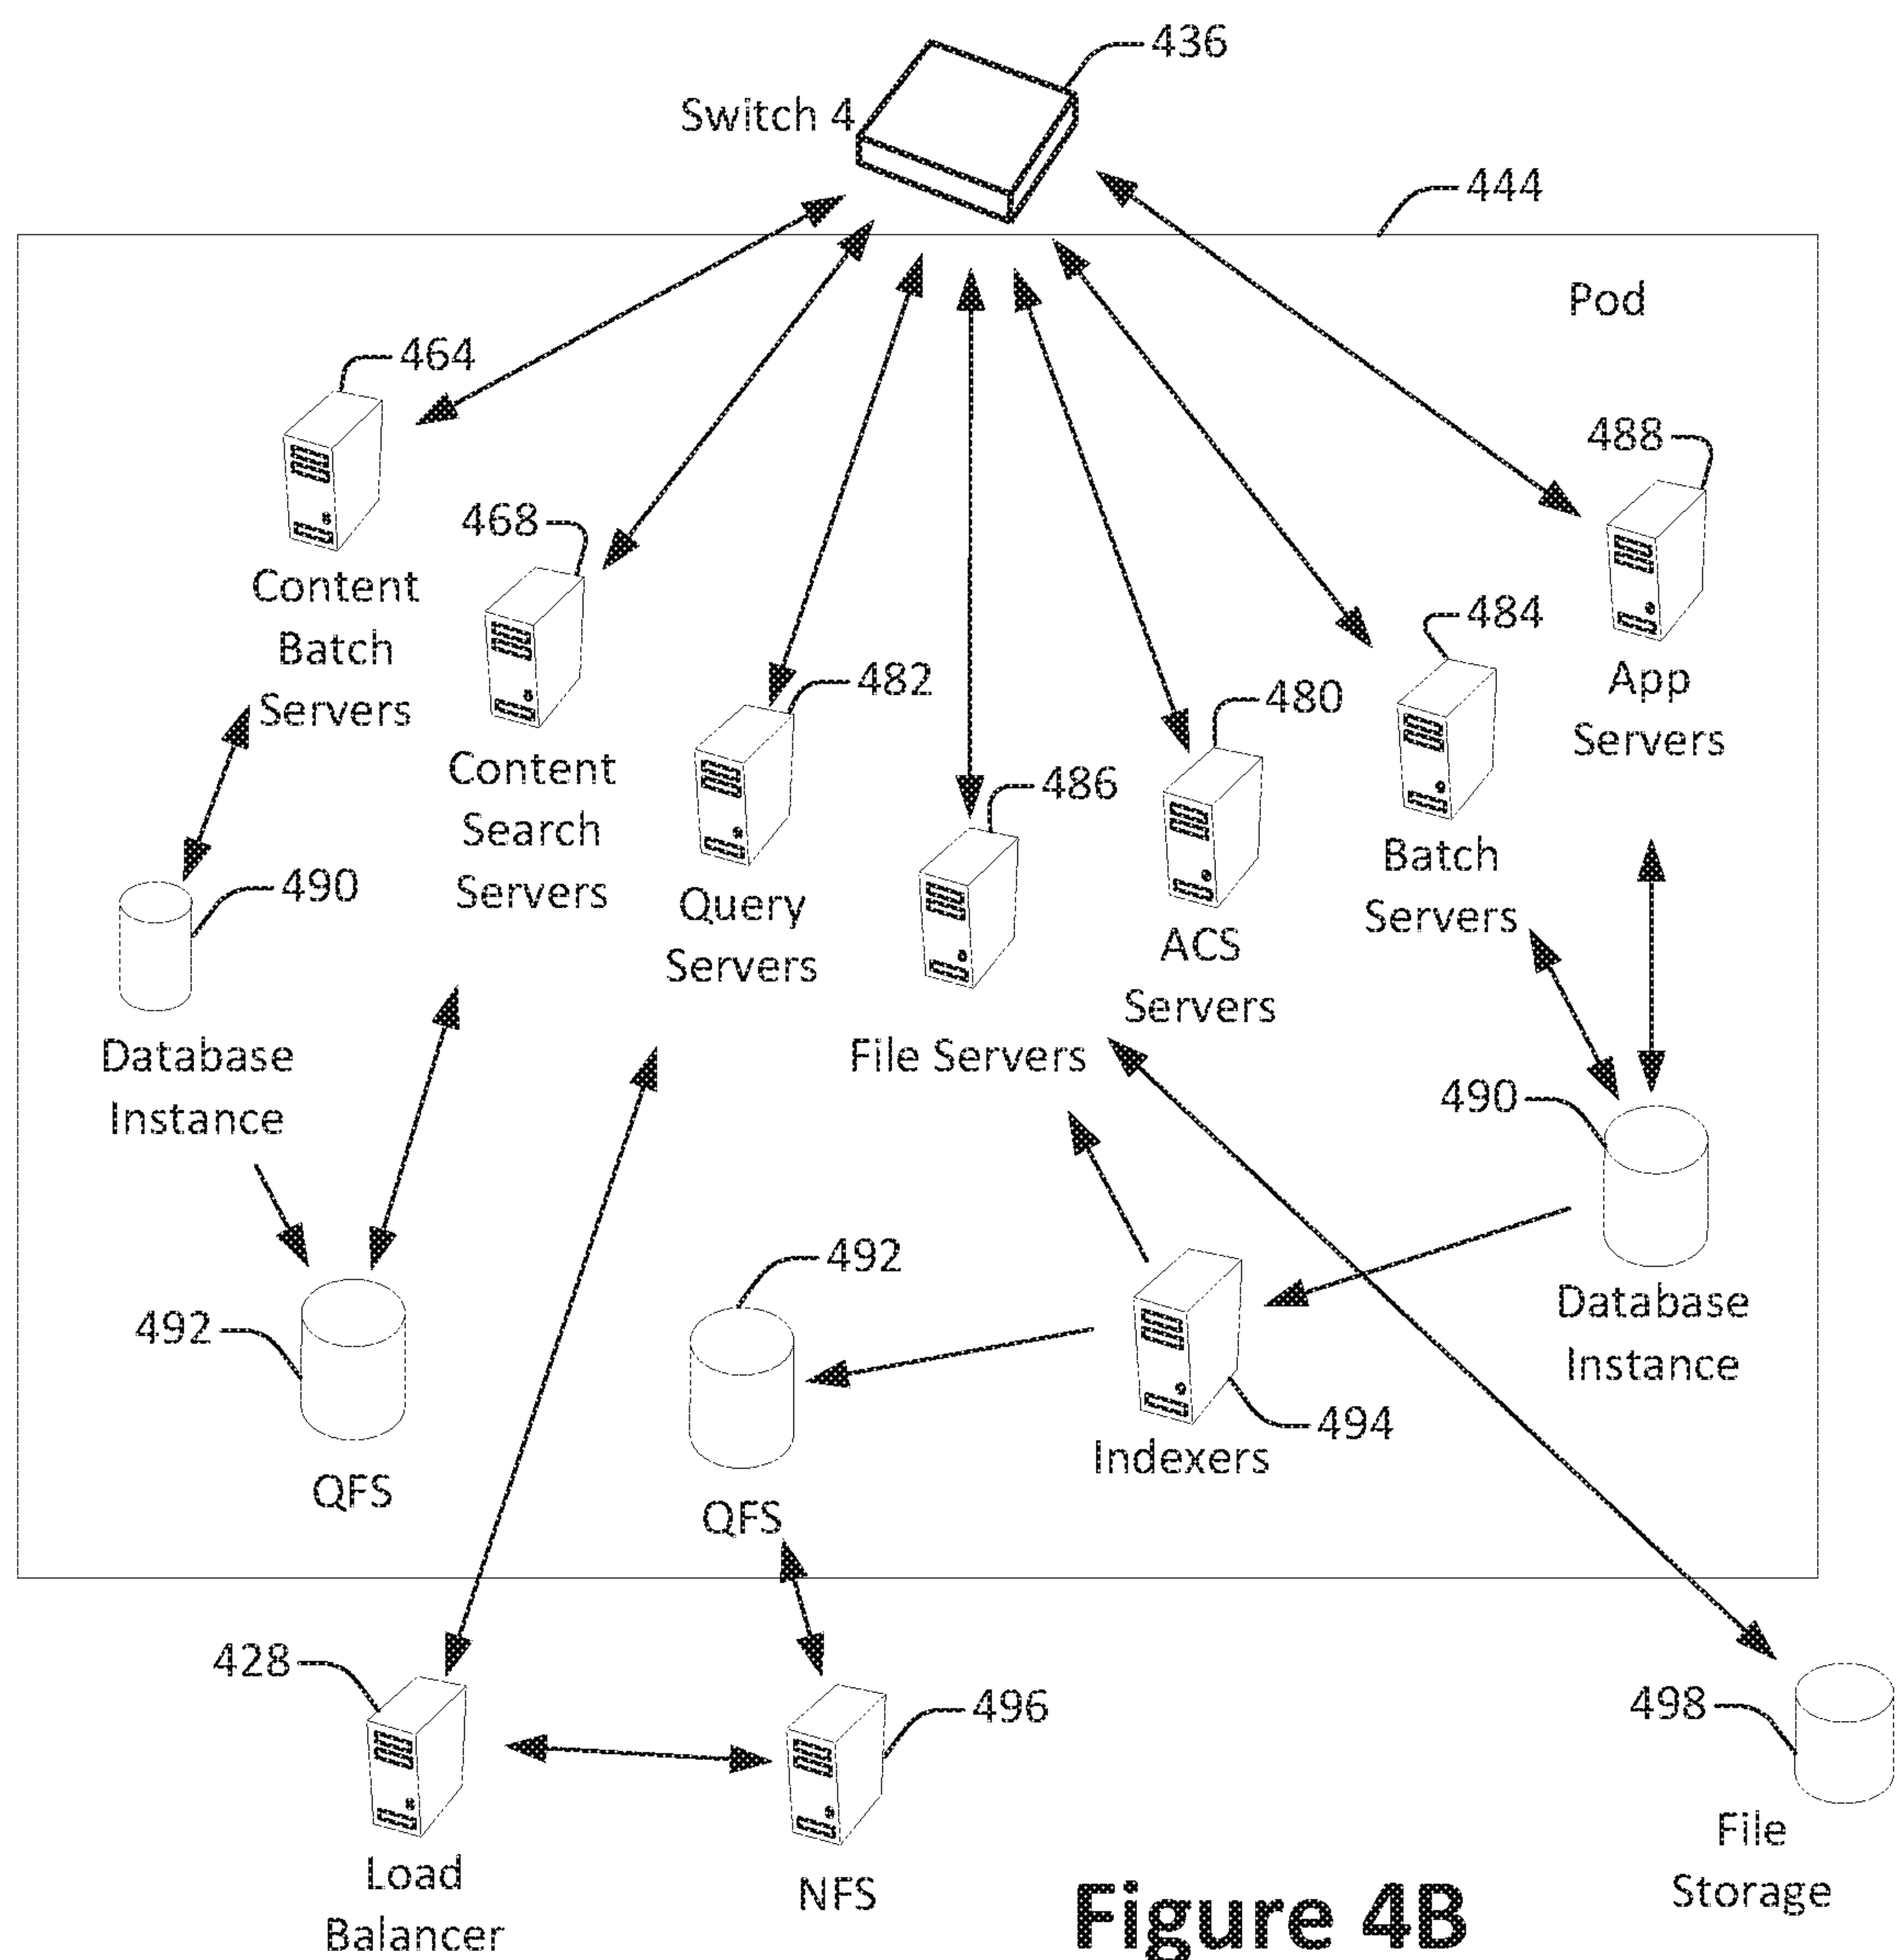 436
Switch 4
444
Pod
464
488
468
Content
Batch
Servers
484
482
App
Servers
480
Content
Search
Servers
486
Batch
Servers
490
Query
Servers
ACS
Servers
Database
Instance
File Servers
490
492
492
Database
Instance
494
Indexers
QFS
QFS
428
496
498
File
Storage
Load
Balancer
NFS
Figure 4B